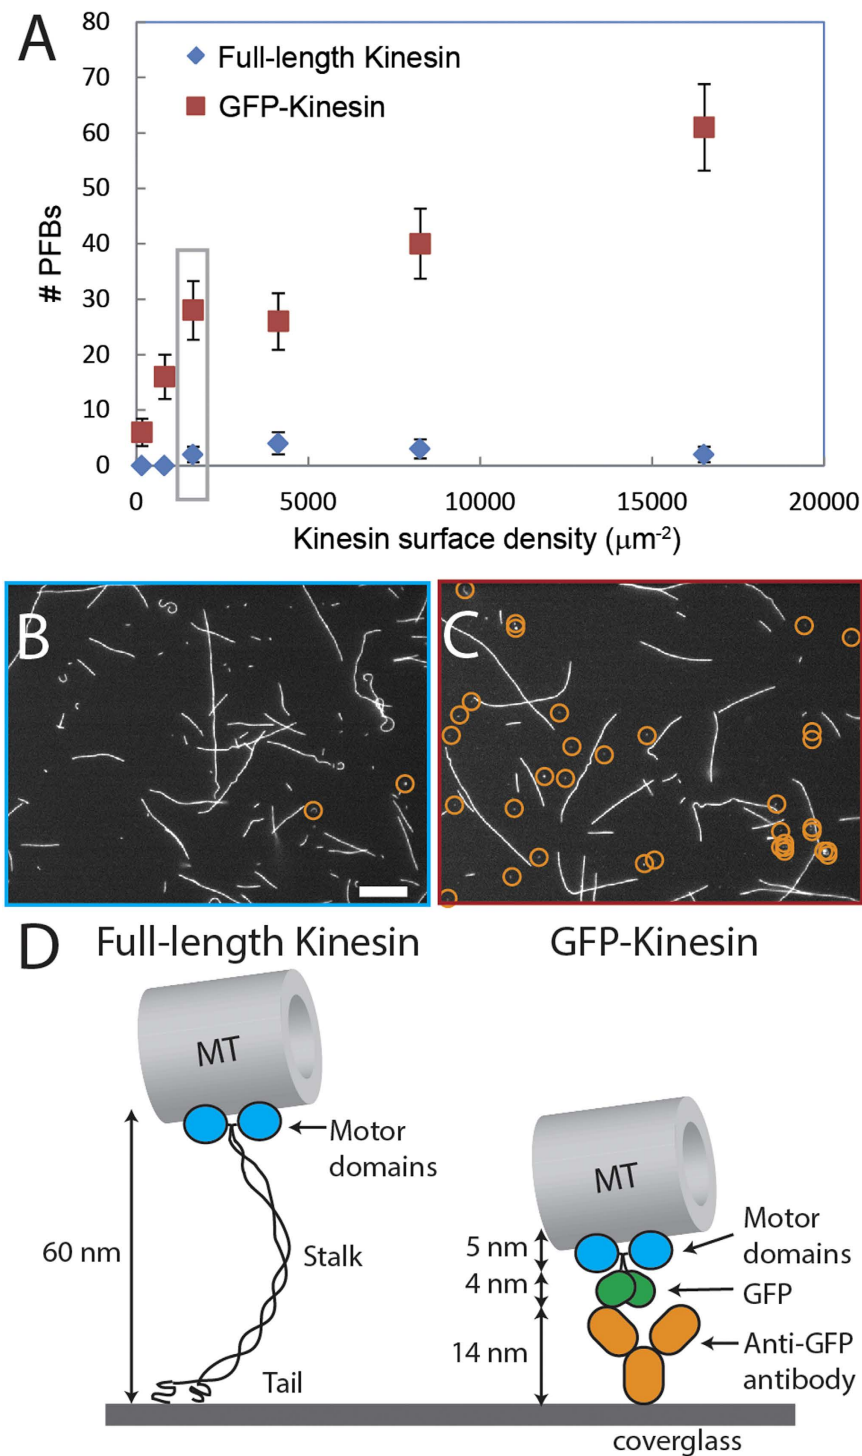 A
Full-length Kinesin
GFP-Kinesin
# PFBs
80
70
60
50
40
30
20
10
0
0 5000 10000 15000 20000
Kinesin surface density (μm-2)
B
C
D
Full-length Kinesin
GFP-Kinesin
MT
Motor
domains
60 nm
Stalk
Tail
MT
5 nm
4 nm
14 nm
Motor
domains
GFP
Anti-GFP
antibody
coverglass